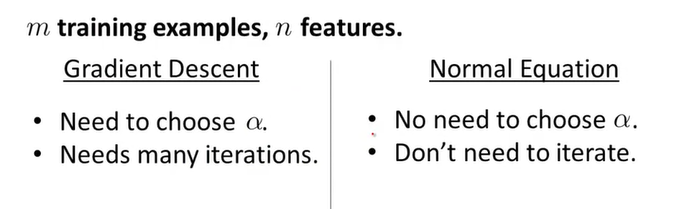 m training examples, n features.
Gradient Descent
• Need to choose α.
• Needs many iterations.
Normal Equation
• No need to choose α.
• Don't need to iterate.